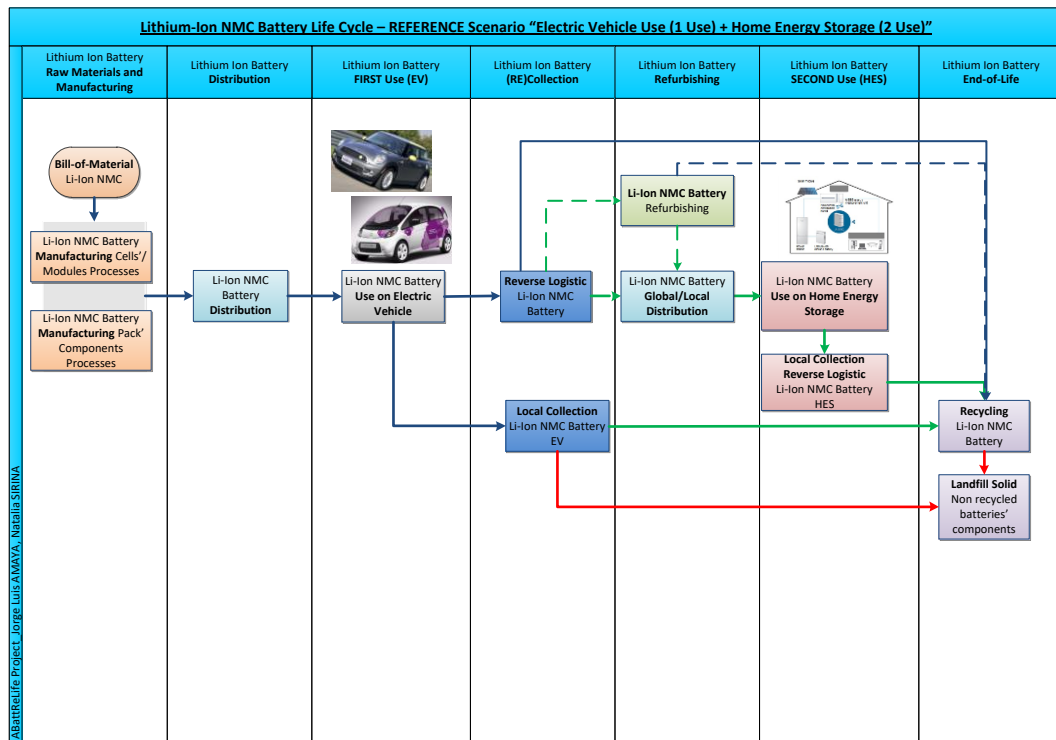 Lithium-Ion NMC Battery Life Cycle – REFERENCE Scenario “Electric Vehicle Use (1 Use) + Home Energy Storage (2 Use)”
Lithium Ion Battery
Raw Materials and
Manufacturing
Lithium Ion Battery
Distribution
Lithium Ion Battery
FIRST Use (EV)
Lithium Ion Battery
(RE)Collection
Lithium Ion Battery
Refurbishing
Lithium Ion Battery
SECOND Use (HES)
Lithium Ion Battery
End-of-Life
Bill-of-Material
Li-Ion NMC
Li-Ion NMC Battery
Manufacturing Cells’/
Modules Processes
Li-Ion NMC Battery
Manufacturing Pack’
Components
Processes
Li-Ion NMC
Battery
Distribution
Li-Ion NMC Battery
Use on Electric
Vehicle
Reverse Logistic
Li-Ion NMC
Battery
Local Collection
Li-Ion NMC Battery
EV
Li-Ion NMC Battery
Refurbishing
Li-Ion NMC Battery
Global/Local
Distribution
Li-Ion NMC Battery
Use on Home Energy
Storage
Local Collection
Reverse Logistic
Li-Ion NMC Battery
HES
Recycling
Li-Ion NMC
Battery
Landfill Solid
Non recycled
batteries’
components
ABattReLife Project Jorge Luis AMAYA, Natalia SIRINA